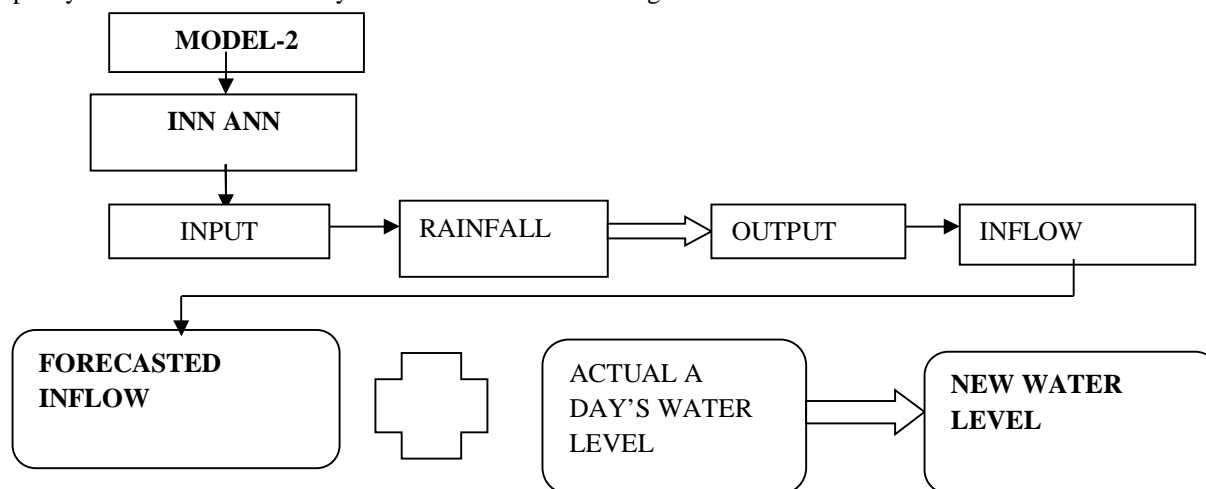 MODEL-2
INN ANN
INPUT
RAINFALL
OUTPUT
INFLOW
FORECASTED
INFLOW
ACTUAL A
DAY'S WATER
LEVEL
NEW WATER
LEVEL